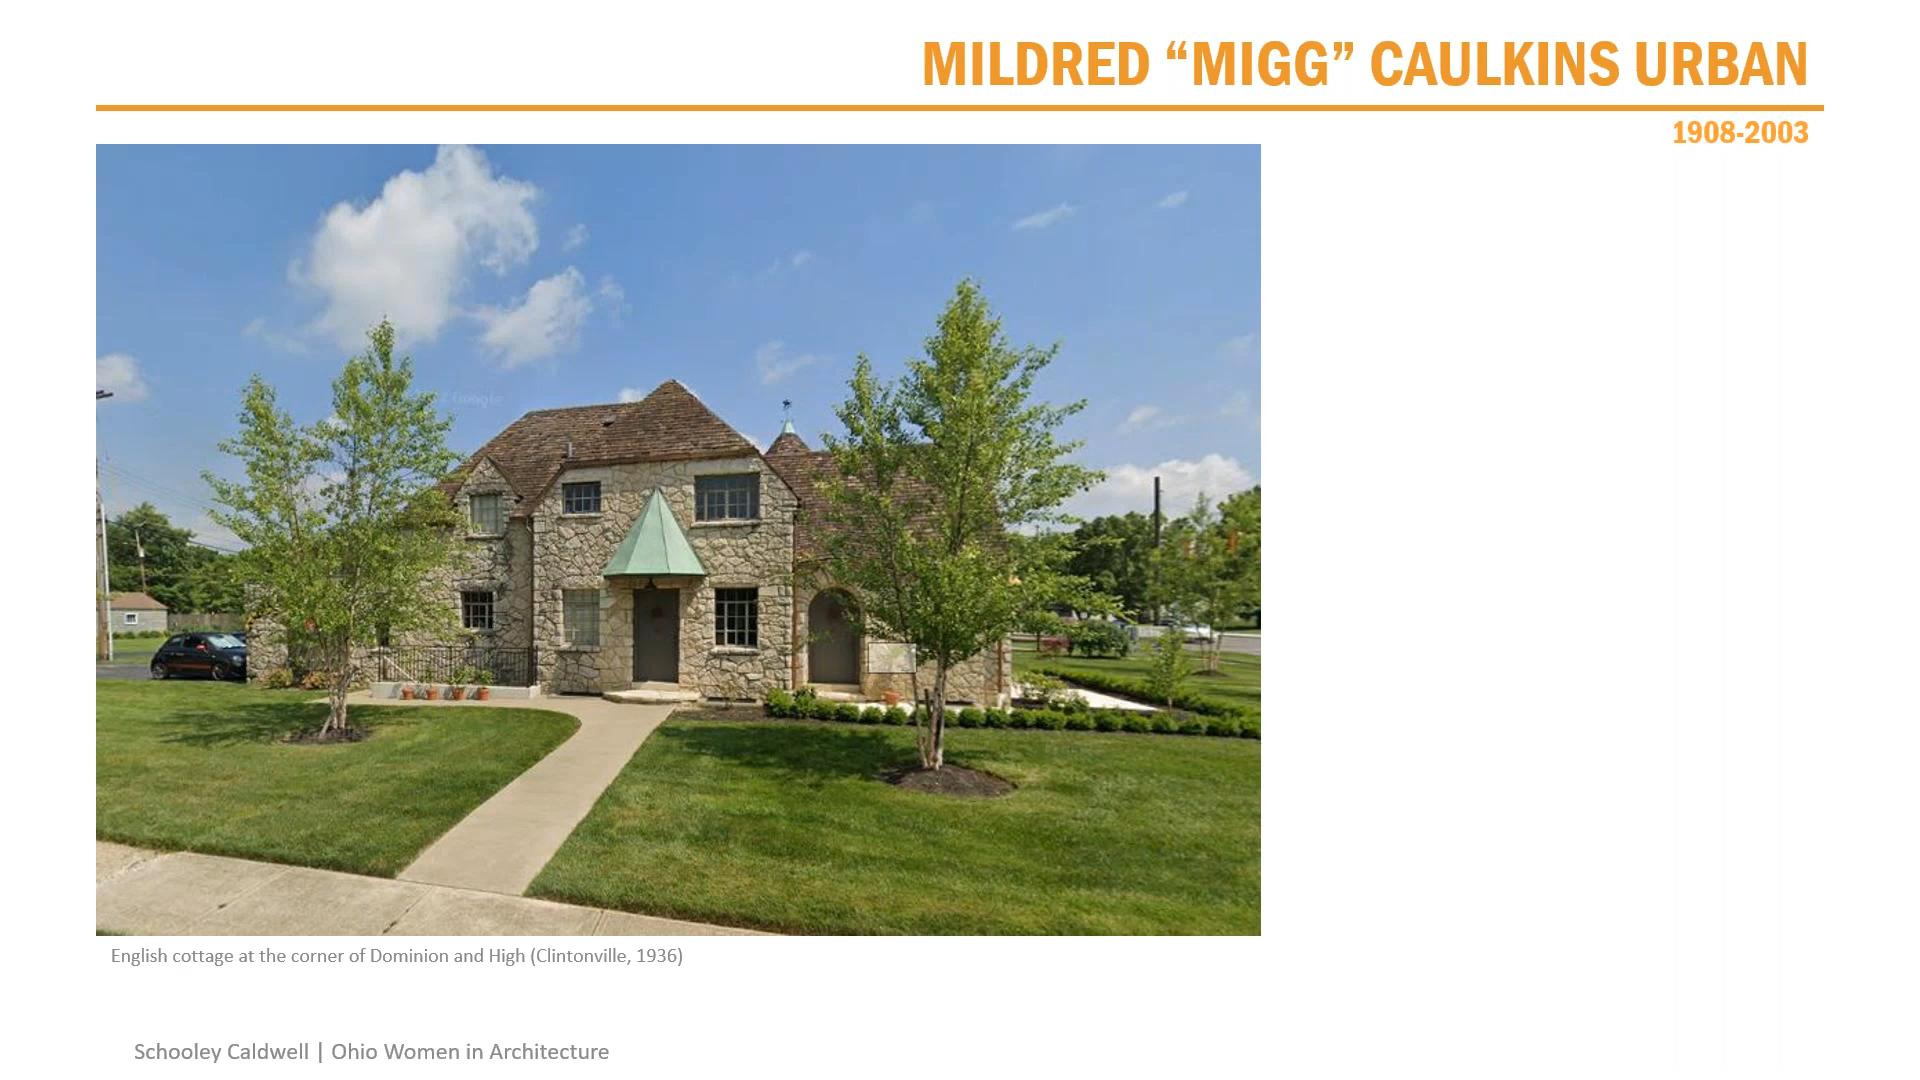 MILDRED “MIGG” CAULKINS URBAN
1908-2003
Google
English cottage at the corner of Dominion and High (Clintonville, 1936)
Schooley Caldwell | Ohio Women in Architecture